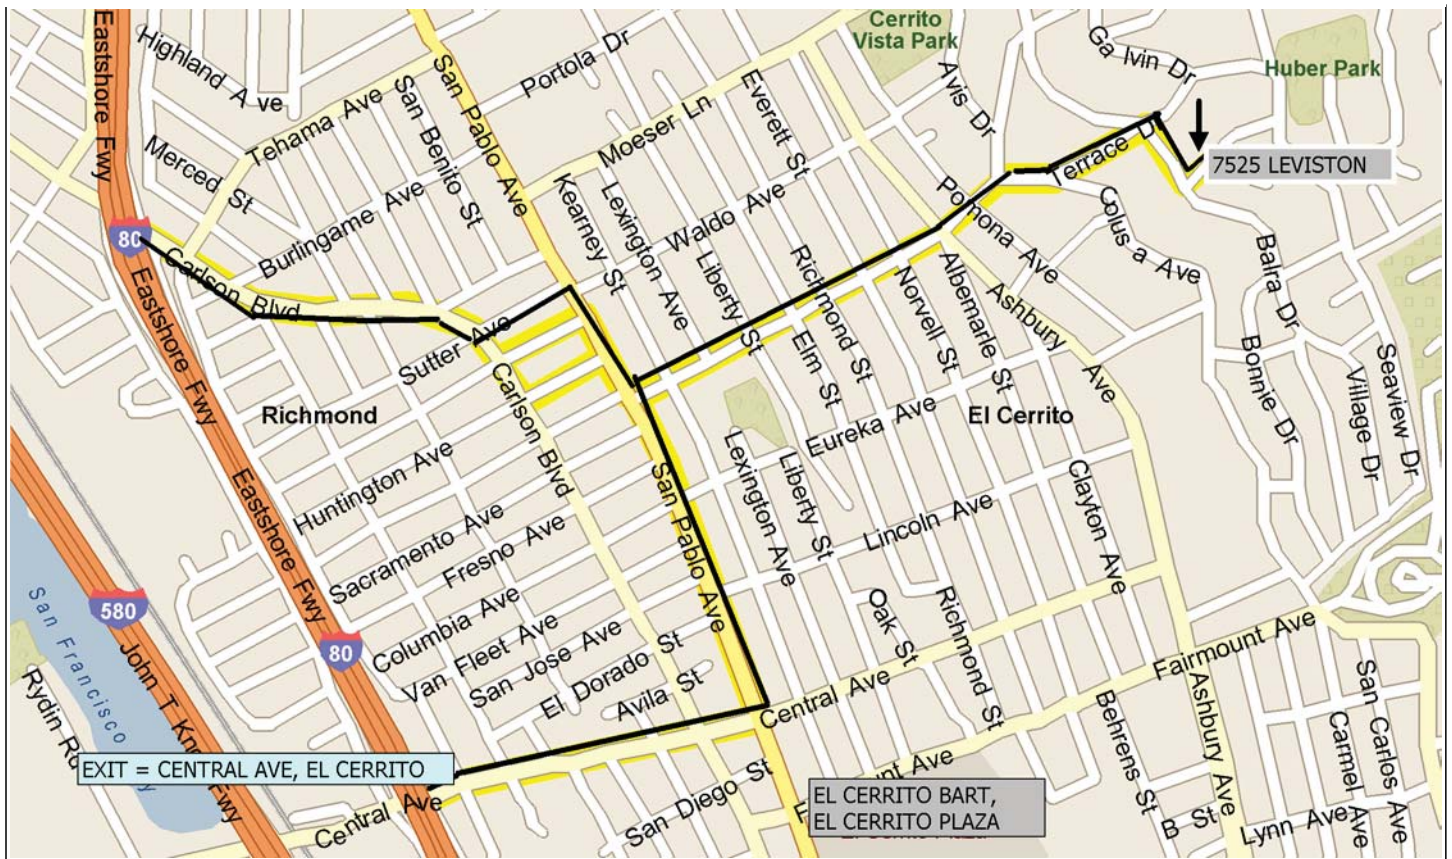 Eastshore Fwy
Highland A ve
San Pablo Ave
Portola Dr
Cerrito
Vista Park
Ga lvin Dr
Huber Park
Tehama Ave
San Benito St
Moeser Ln
Everett St
Avis Dr
Merced St
Terrace D
7525 LEVISTON
Burlingame Ave
Kearney St
Lexington Ave
Waldo Ave
Pomona Ave
Colus a Ave
80
Carlson Blvd
Eastshore Fwy
Liberty St
Richmond St
Norvell St
Albemarle St
Ashbury Ave
Balra Dr
Sutter Ave
Elm St
Bonnie Dr
Village Dr
Seaview Dr
Richmond
Carlson Blvd
Eureka Ave
El Cerrito
Huntington Ave
San Pablo Ave
Lexington Ave
Liberty St
Clayton Ave
Eastshore Fwy
Sacramento Ave
Fresno Ave
Lincoln Ave
San Francisco
y
580
Columbia Ave
Oak St
Richmond St
80
Van Fleet Ave
San Jose Ave
Fairmount Ave
John T Kno
Fwy
El Dorado St
Avila St
Central Ave
Rydin Rd
Behrens St
Ashbury Ave
San Carlos Ave
Carmel Ave
EXIT = CENTRAL AVE, EL CERRITO
Central Ave
San Diego St
unt Ave
EL CERRITO BART,
EL CERRITO PLAZA
B St
Lynn Ave